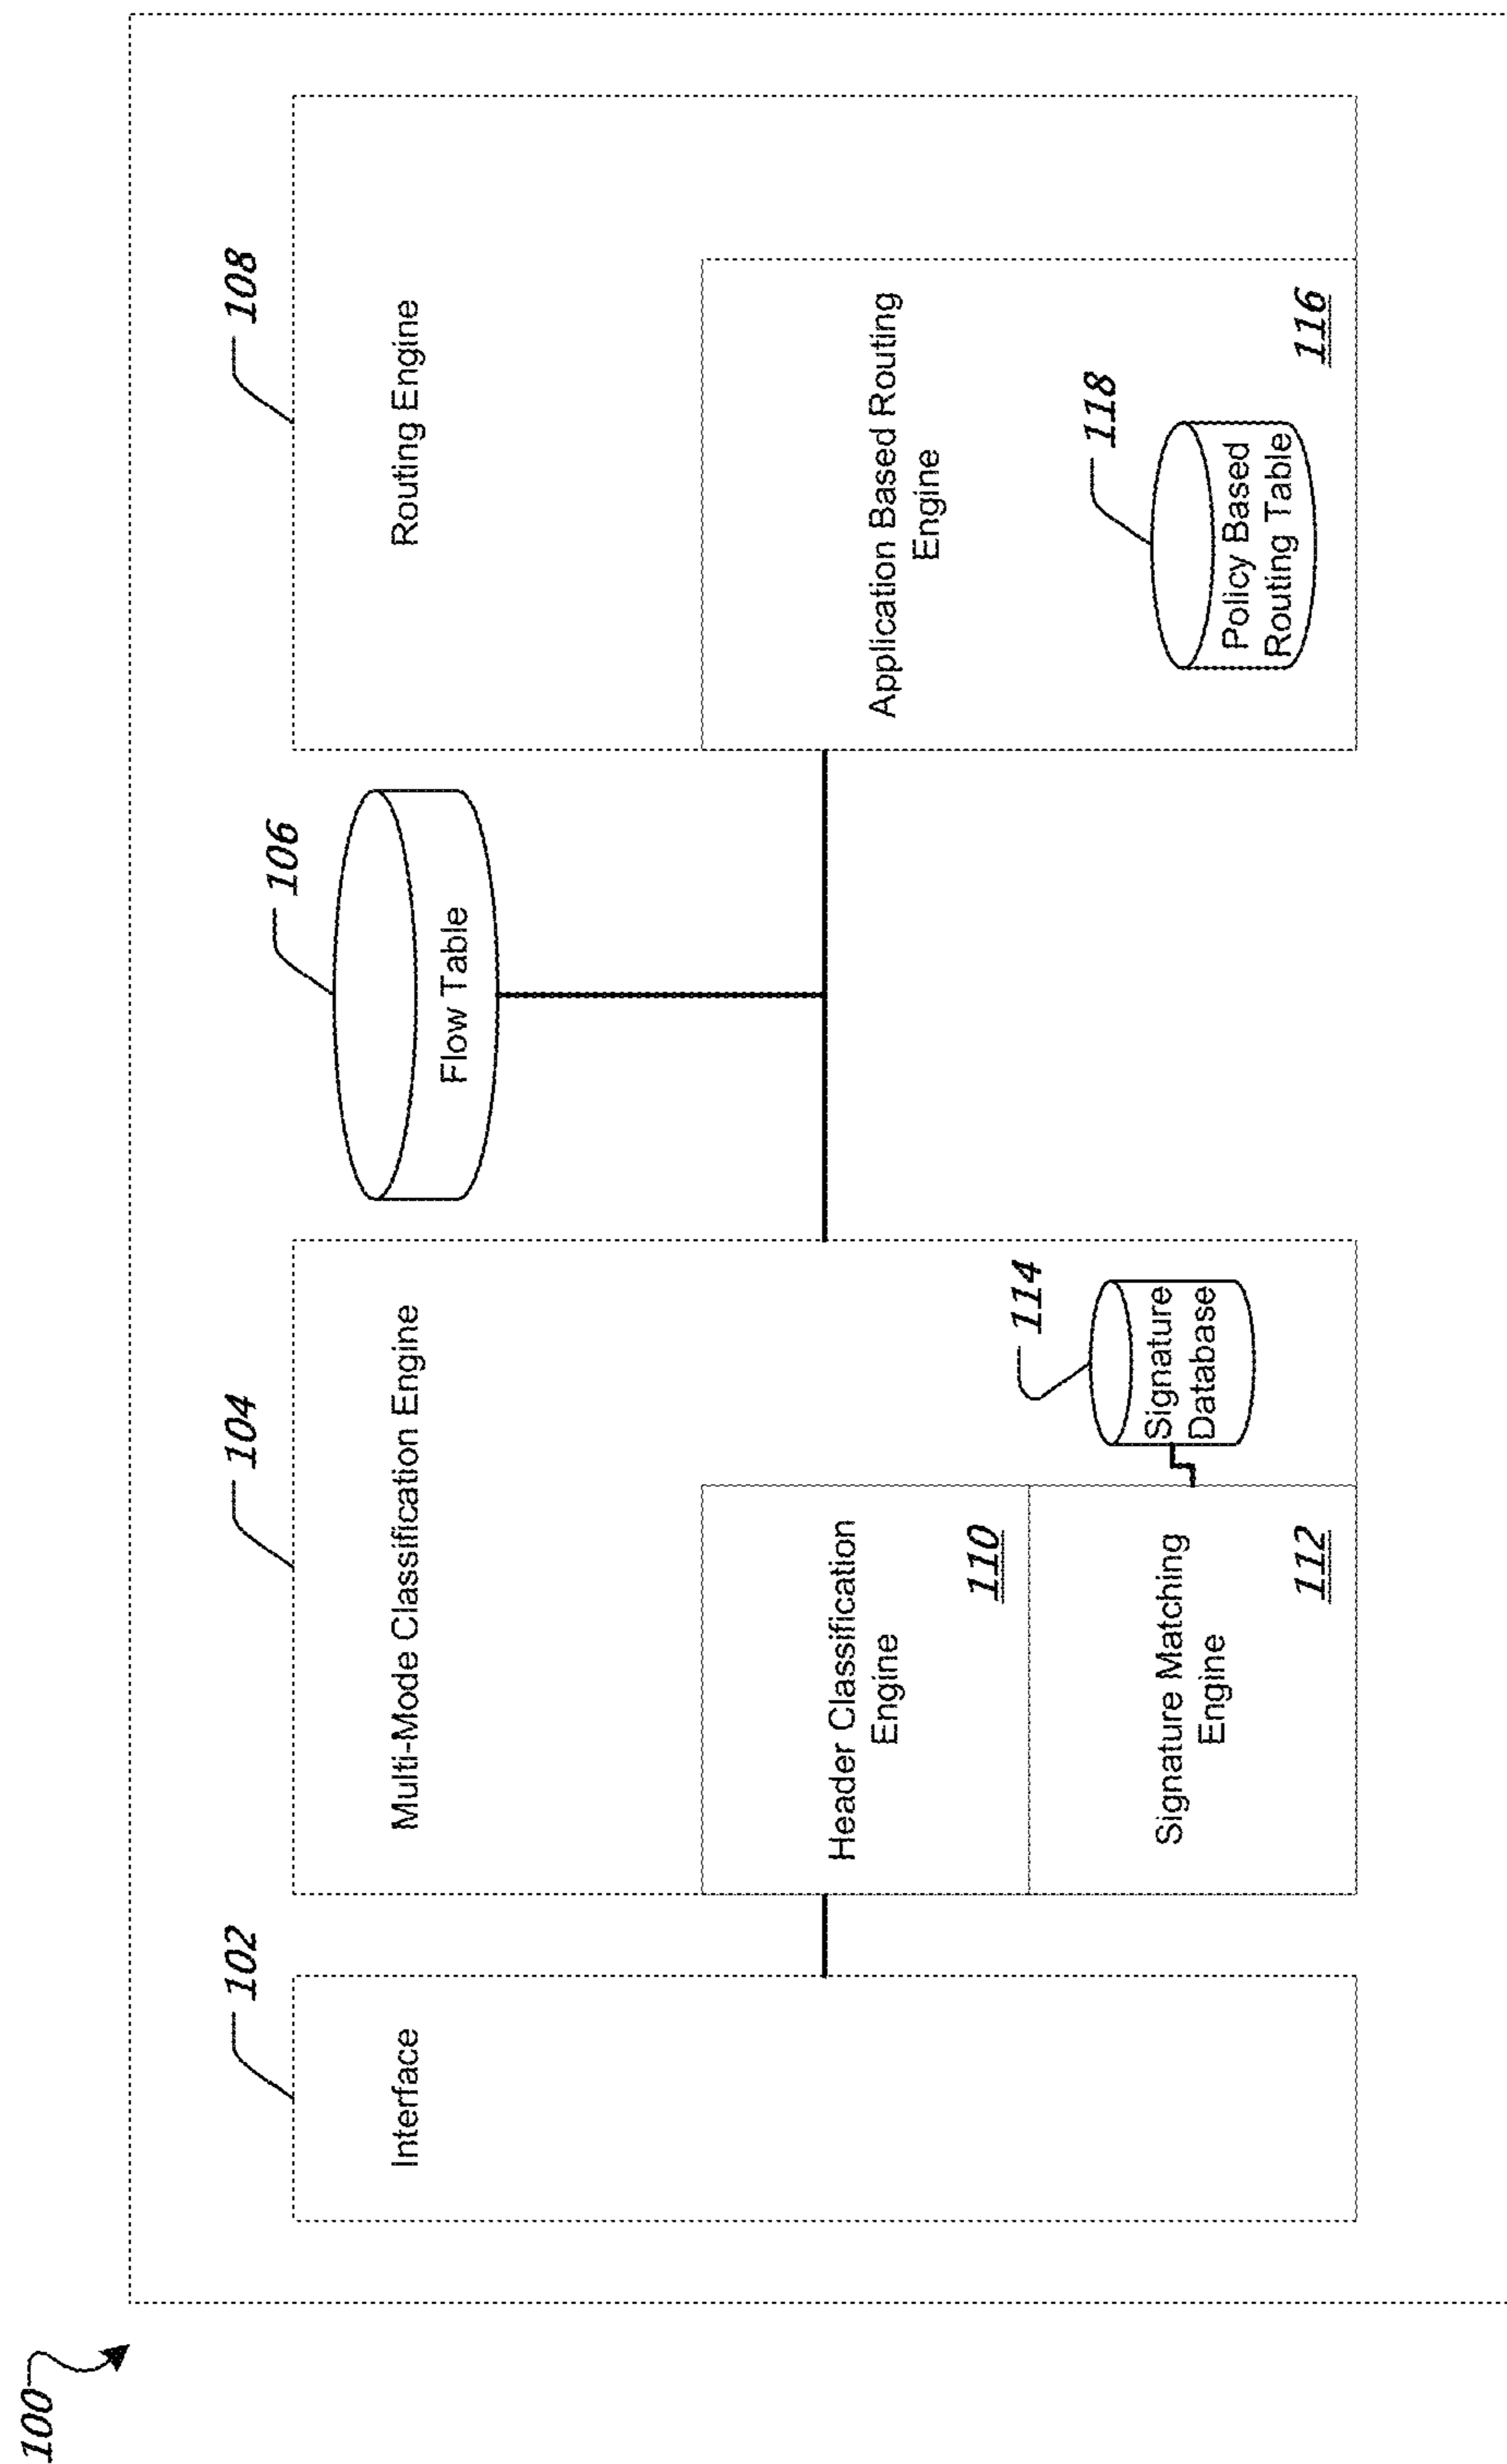 100
102
Interface
104
Multi-Mode Classification Engine
Header Classification
Engine
110
Signature Matching
Engine
112
114
Signature
Database
106
Flow Table
108
Routing Engine
Application Based Routing
Engine
116
118
Policy Based
Routing Table